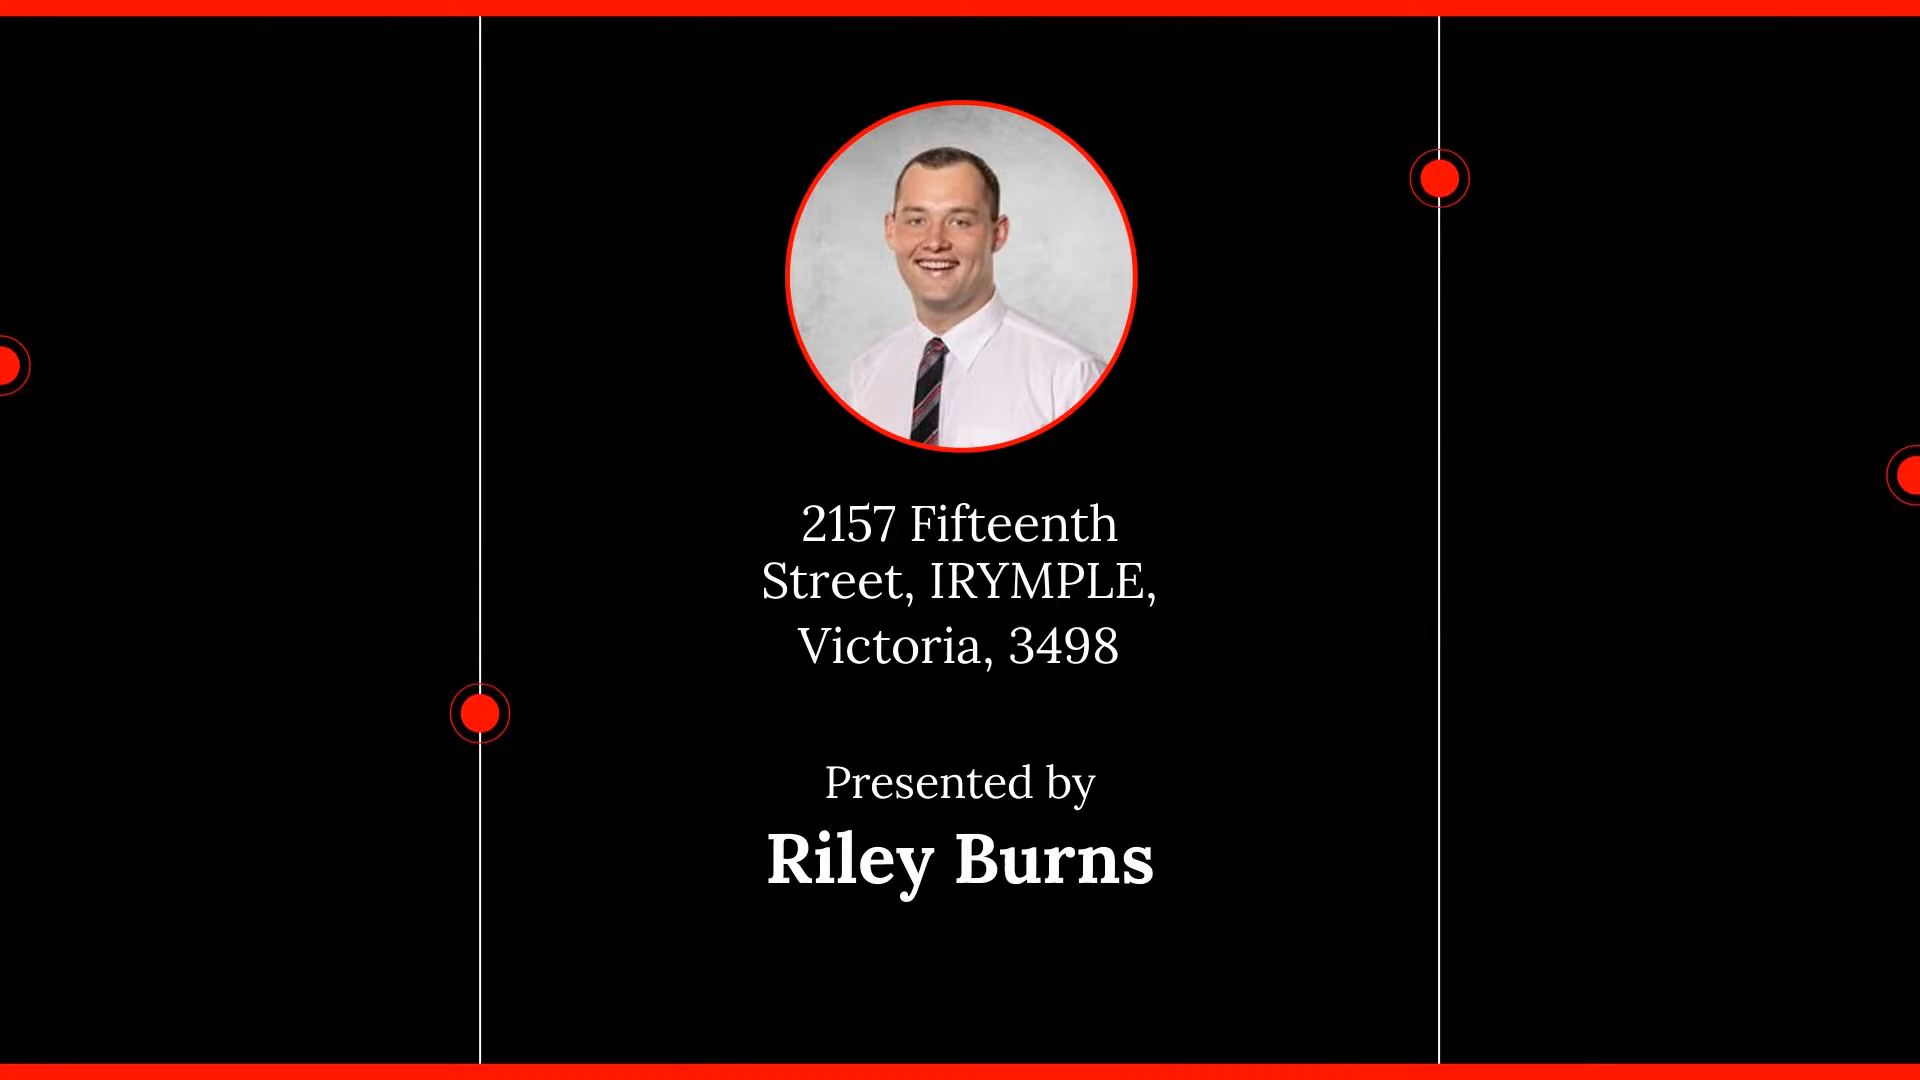 2157 Fifteenth
Street, IRYMPLE,
Victoria, 3498
Presented by
Riley Burns